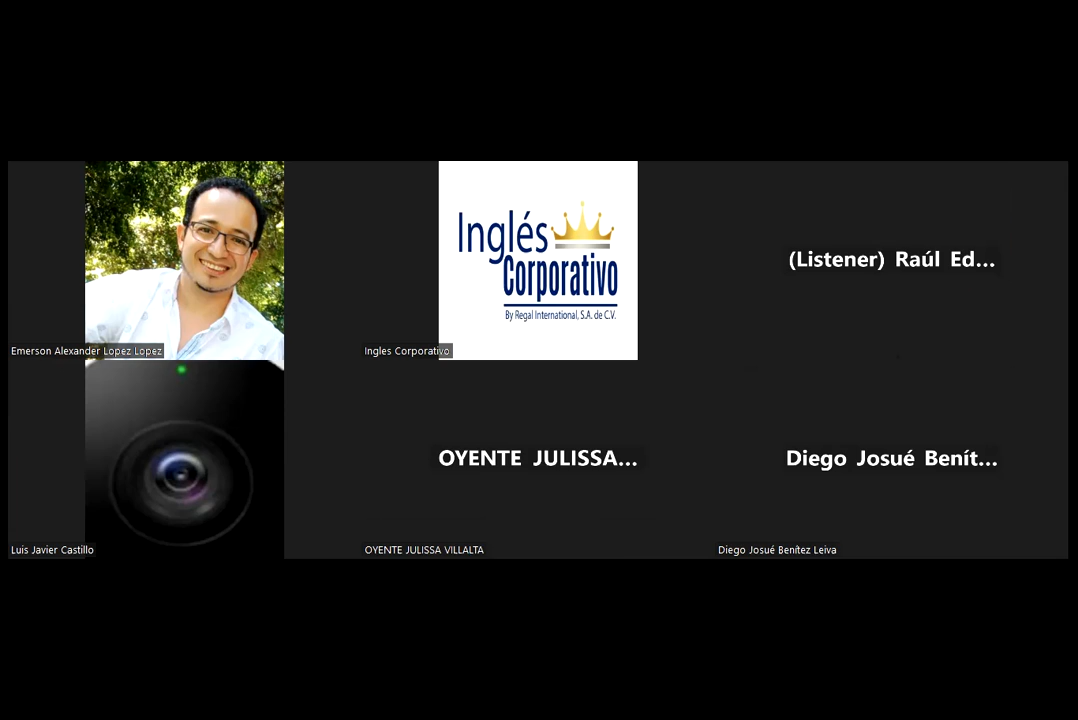 Inglés
Corporativo
By Regal International, S.A. de C.V.
(Listener) Raúl Ed...
Emerson Alexander Lopez Lopez
Ingles Corporativo
OYENTE JULISSA...
Diego Josué Benít...
Luis Javier Castillo
OYENTE JULISSA VILLALTA
Diego Josué Benítez Leiva